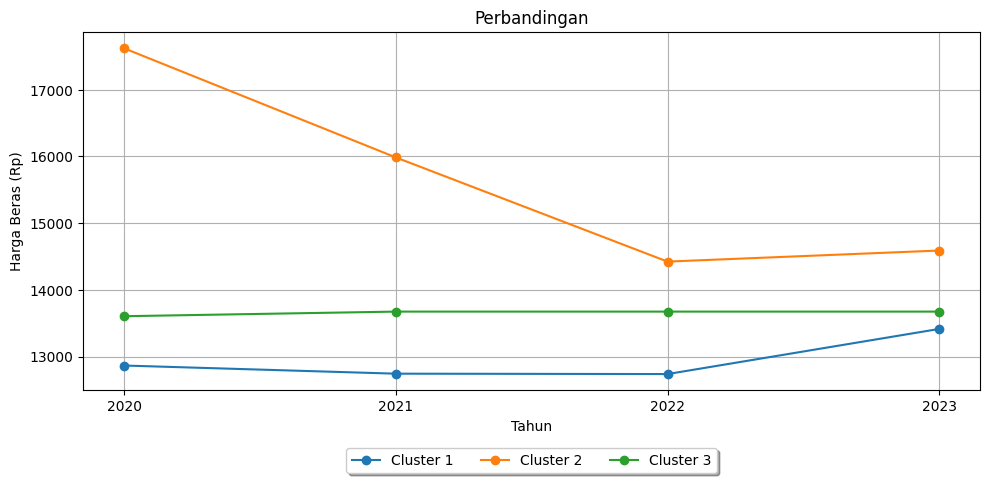 Perbandingan
Harga Beras (Rp)
17000
16000
15000
14000
13000
2020 2021 2022 2023
Tahun
Cluster 1 Cluster 2 Cluster 3